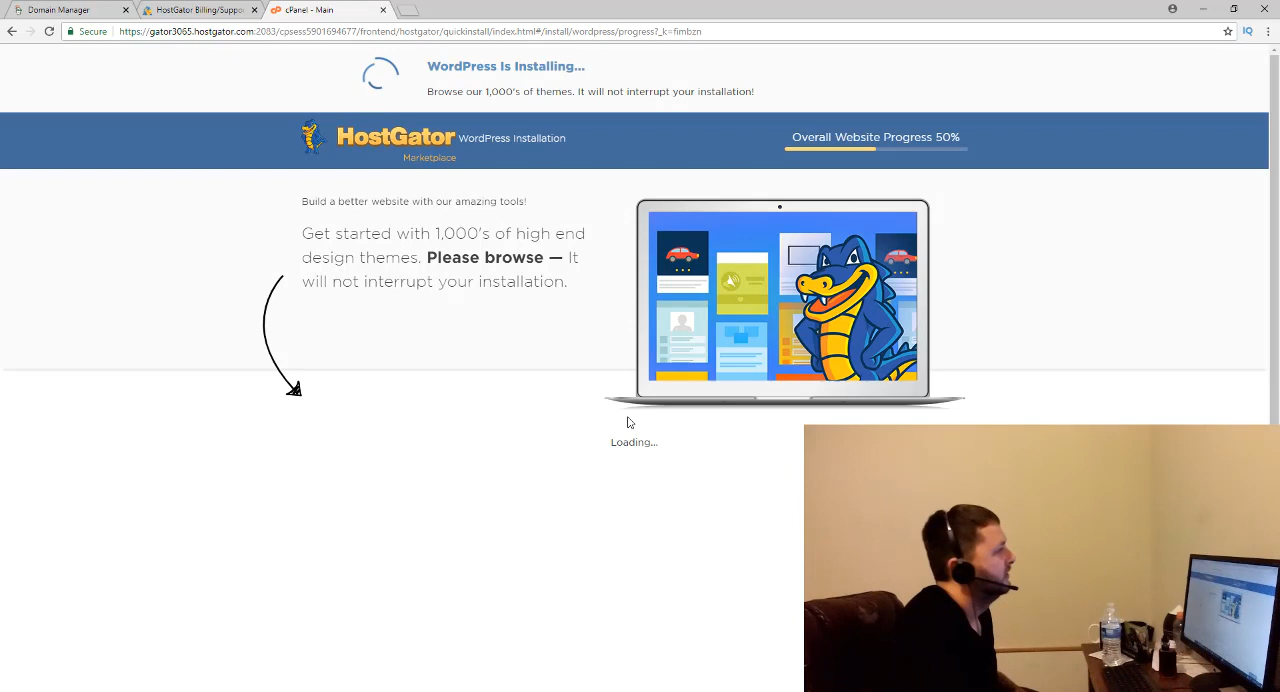 Domain Manager
HostGator Billing/Suppo
cPanel - Main
Secure
https://gator3065.hostgator.com:2083/cpsess5901694677/frontend/hostgator/quickinstall/index.html#/install/wordpress/progress?_k=fimbzn
IQ
WordPress Is Installing...
Browse our 1,000's of themes. It will not interrupt your installation!
HostGator WordPress Installation
Marketplace
Overall Website Progress 50%
Build a better website with our amazing tools!
Get started with 1,000's of high end
design themes. Please browse — It
will not interrupt your installation.
Loading...